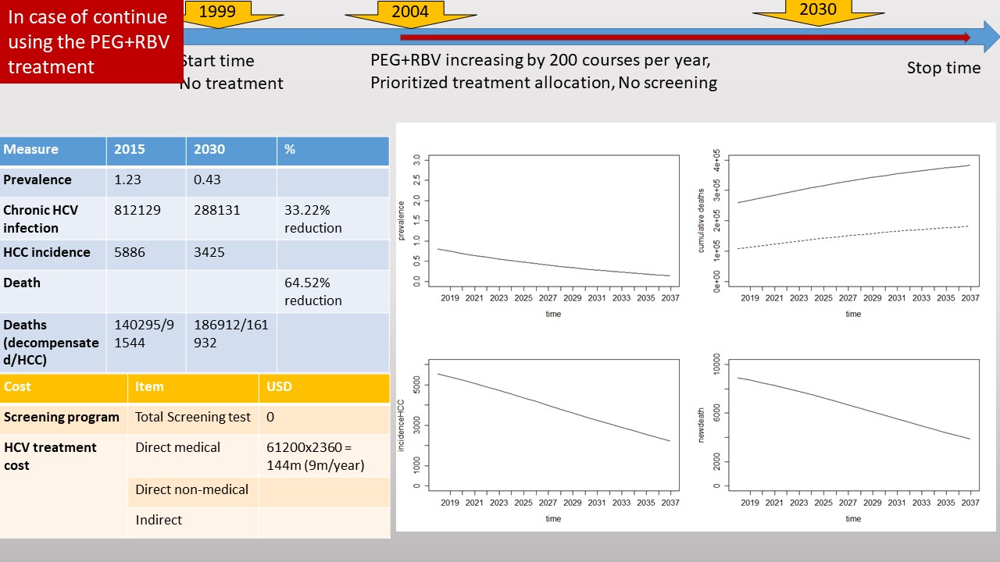 In case of continue
using the PEG+RBV
treatment
1999
2004
2030
Start time
No treatment
PEG+RBV increasing by 200 courses per year,
Prioritized treatment allocation, No screening
Stop time
Measure 2015 2030 %
Prevalence 1.23 0.43
Chronic HCV
infection
812129 288131 33.22%
reduction
HCC incidence 5886 3425
Death 64.52%
reduction
Deaths
(decompensate
d/HCC)
140295/9
1544
186912/161
932
Cost Item USD
Screening program Total Screening test 0
HCV treatment
cost
Direct medical 61200x2360 =
144m (9m/year)
Direct non-medical
Indirect
prevalence
3.0
2.5
2.0
1.5
1.0
0.5
0.0
2019 2021 2023 2025 2027 2029 2031 2033 2035 2037
time
cumulative deaths
4e+05
3e+05
2e+05
1e+05
0e+00
2019 2021 2023 2025 2027 2029 2031 2033 2035 2037
time
incidenceHCC
5000
3000
1000
0
2019 2021 2023 2025 2027 2029 2031 2033 2035 2037
time
newdeath
10000
6000
2000
0
2019 2021 2023 2025 2027 2029 2031 2033 2035 2037
time